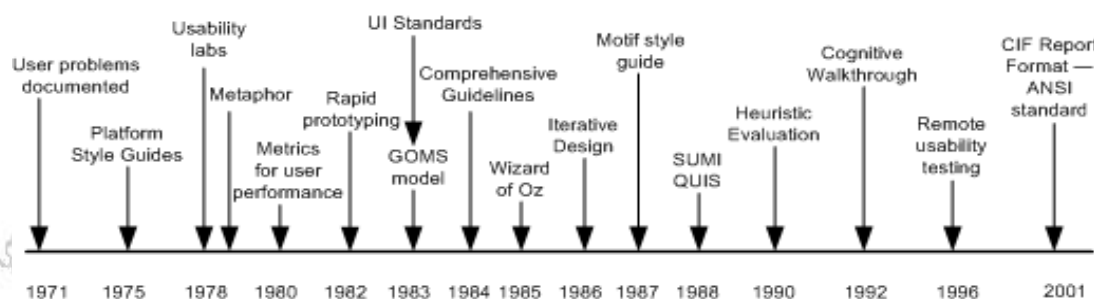 User problems
documented
Platform
Style Guides
Usability
labs
Metaphor
Metrics
for user
performance
Rapid
prototyping
UI Standards
GOMS
model
Comprehensive
Guidelines
Wizard
of Oz
Iterative
Design
Motif style
guide
SUMI
QUIS
Heuristic
Evaluation
Cognitive
Walkthrough
Remote
usability
testing
CIF Report
Format —
ANSI
standard
1971 1975 1978 1980 1982 1983 1984 1985 1986 1987 1988 1990 1992 1996 2001